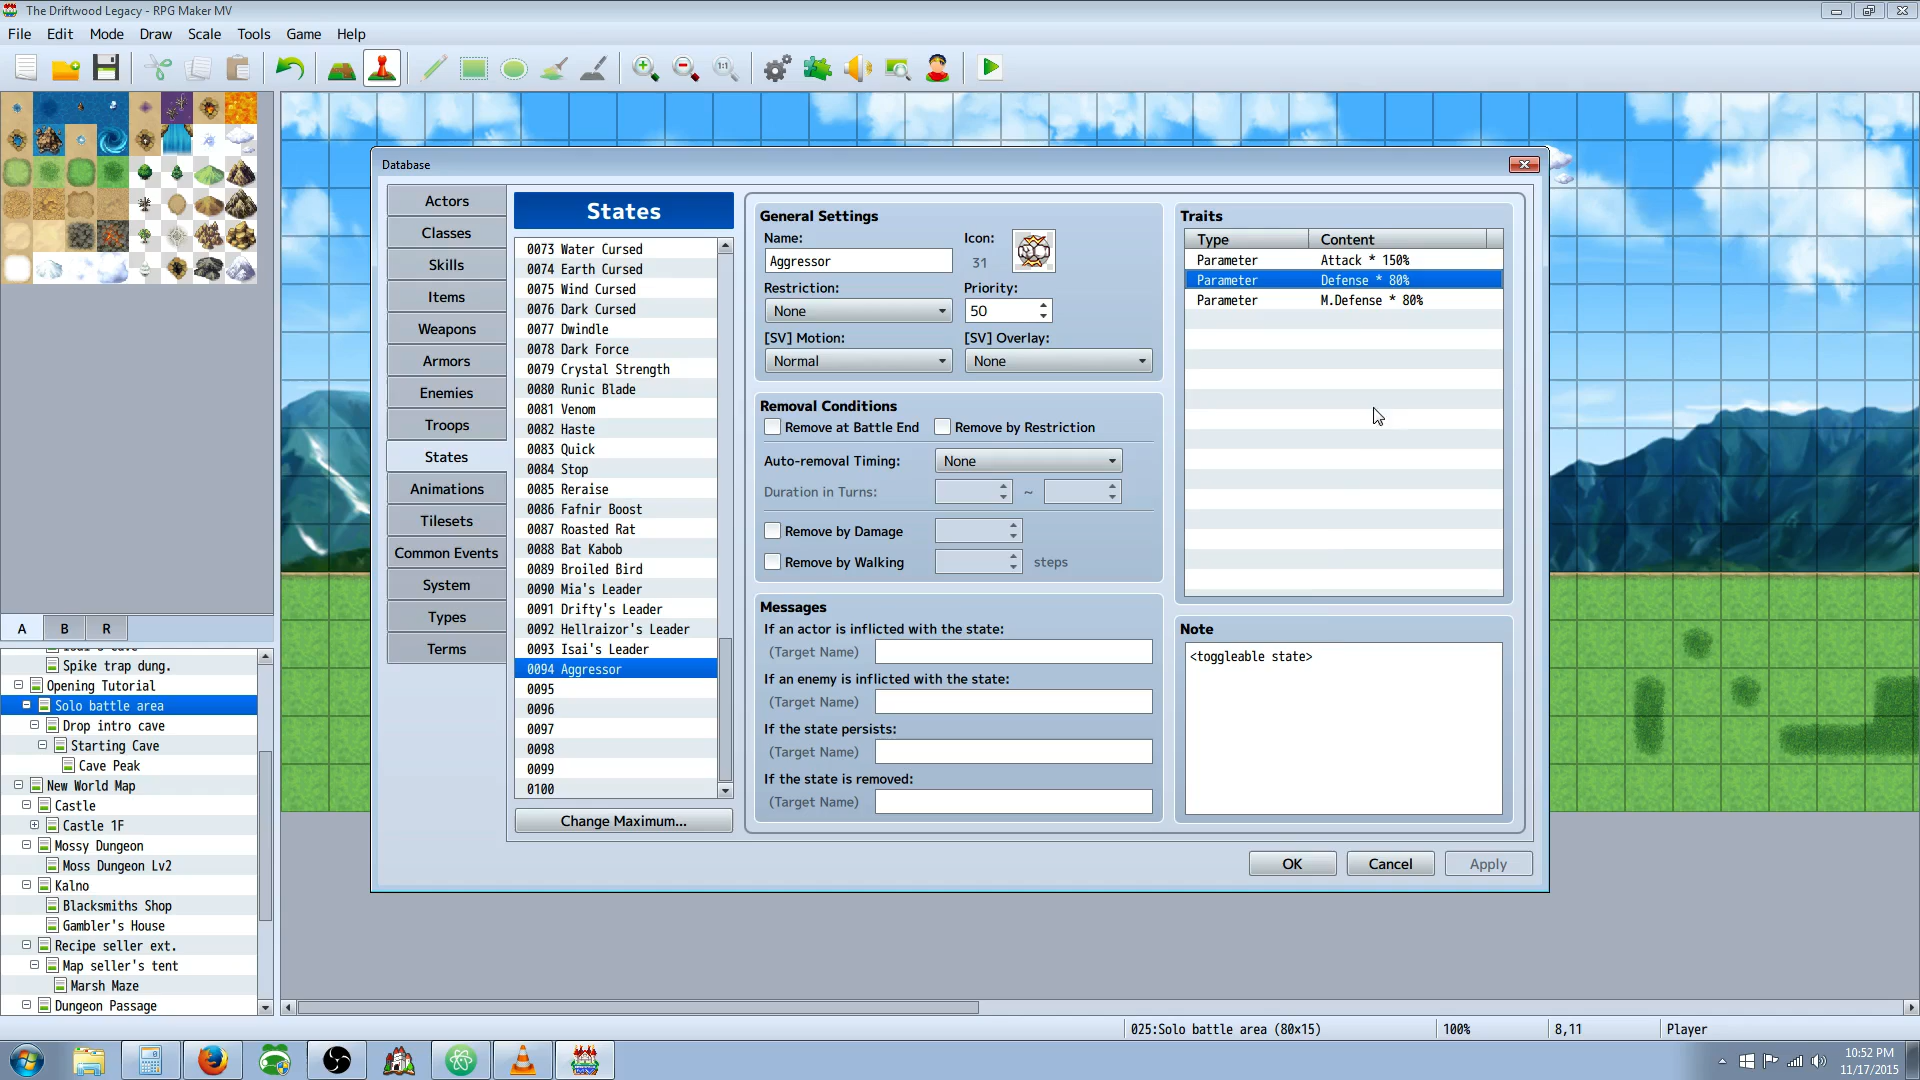 The Driftwood Legacy - RPG Maker MV
File Edit Mode Draw Scale Tools Game Help
1:1
Database
Actors
Classes
Skills
Items
Weapons
Armors
Enemies
Troops
States
Animations
Tilesets
Common Events
System
Types
Terms
States
0073 Water Cursed
0074 Earth Cursed
0075 Wind Cursed
0076 Dark Cursed
0077 Dwindle
0078 Dark Force
0079 Crystal Strength
0080 Runic Blade
0081 Venom
0082 Haste
0083 Quick
0084 Stop
0085 Reraise
0086 Fafnir Boost
0087 Roasted Rat
0088 Bat Kabob
0089 Broiled Bird
0090 Mia's Leader
0091 Drifty's Leader
0092 Hellraizor's Leader
0093 Isai's Leader
0094 Aggressor
0095
0096
0097
0098
0099
0100
Change Maximum...
General Settings
Name: Icon:
Aggressor 31
Restriction: Priority:
None 50
[SV] Motion: [SV] Overlay:
Normal None
Removal Conditions
Remove at Battle End Remove by Restriction
Auto-removal Timing: None
Duration in Turns: ~
Remove by Damage
Remove by Walking steps
Messages
If an actor is inflicted with the state:
(Target Name)
If an enemy is inflicted with the state:
(Target Name)
If the state persists:
(Target Name)
If the state is removed:
(Target Name)
Traits
Type Content
Parameter Attack * 150%
Parameter Defense * 80%
Parameter M.Defense * 80%
Note
<toggleable state>
OK Cancel Apply
A B R
Isai's cave
Spike trap dung.
Opening Tutorial
Solo battle area
Drop intro cave
Starting Cave
Cave Peak
New World Map
Castle
Castle 1F
Mossy Dungeon
Moss Dungeon Lv2
Kalno
Blacksmiths Shop
Gambler's House
Recipe seller ext.
Map seller's tent
Marsh Maze
Dungeon Passage
025:Solo battle area (80x15) 100% 8,11 Player
10:52 PM
11/17/2015